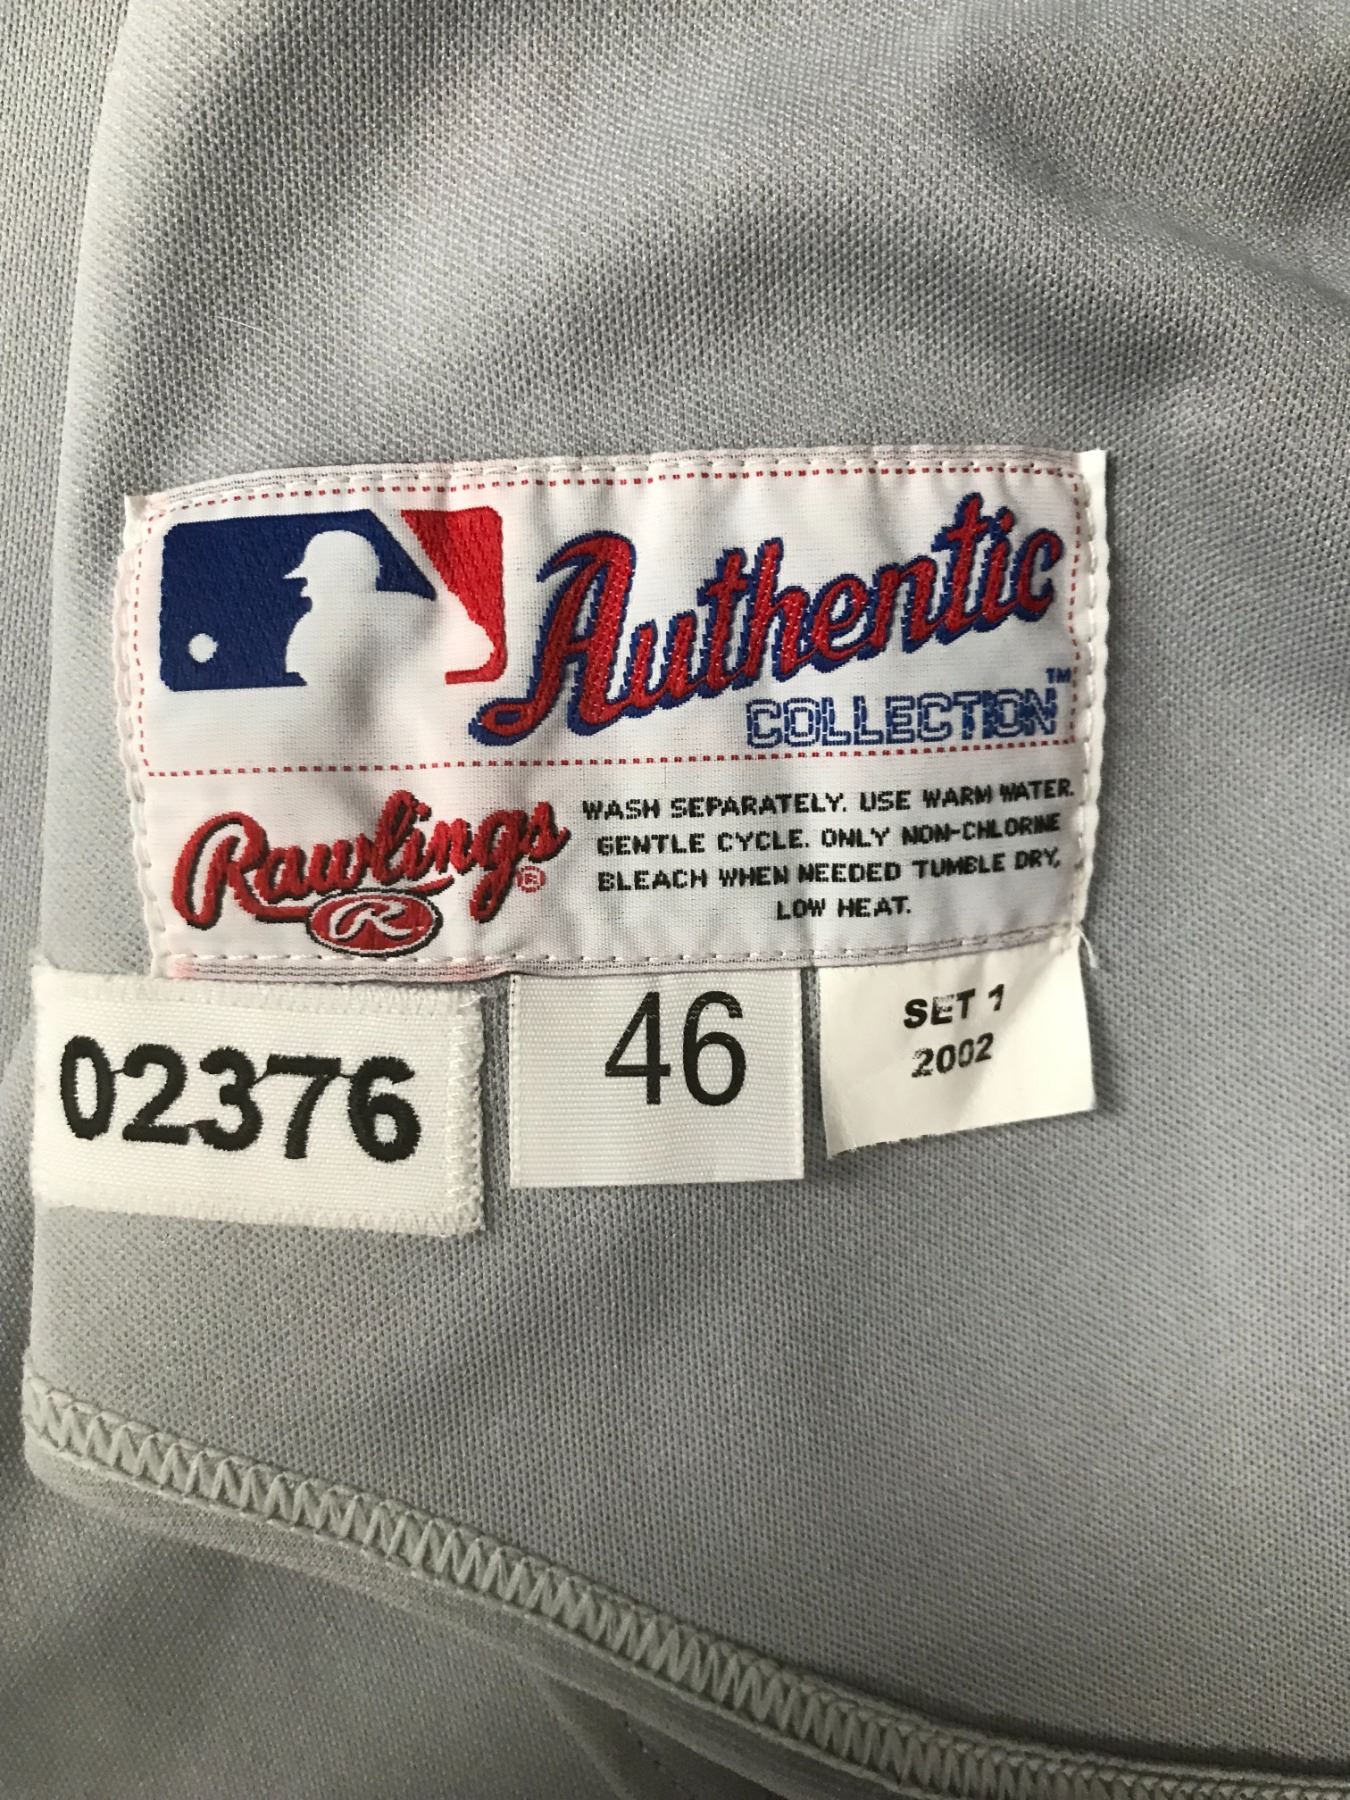 Authentic
COLLECTION™
Rawlings®
R
WASH SEPARATELY. USE WARM WATER.
GENTLE CYCLE. ONLY NON-CHLORINE
BLEACH WHEN NEEDED TUMBLE DRY,
LOW HEAT.
02376
46
SET 1
2002